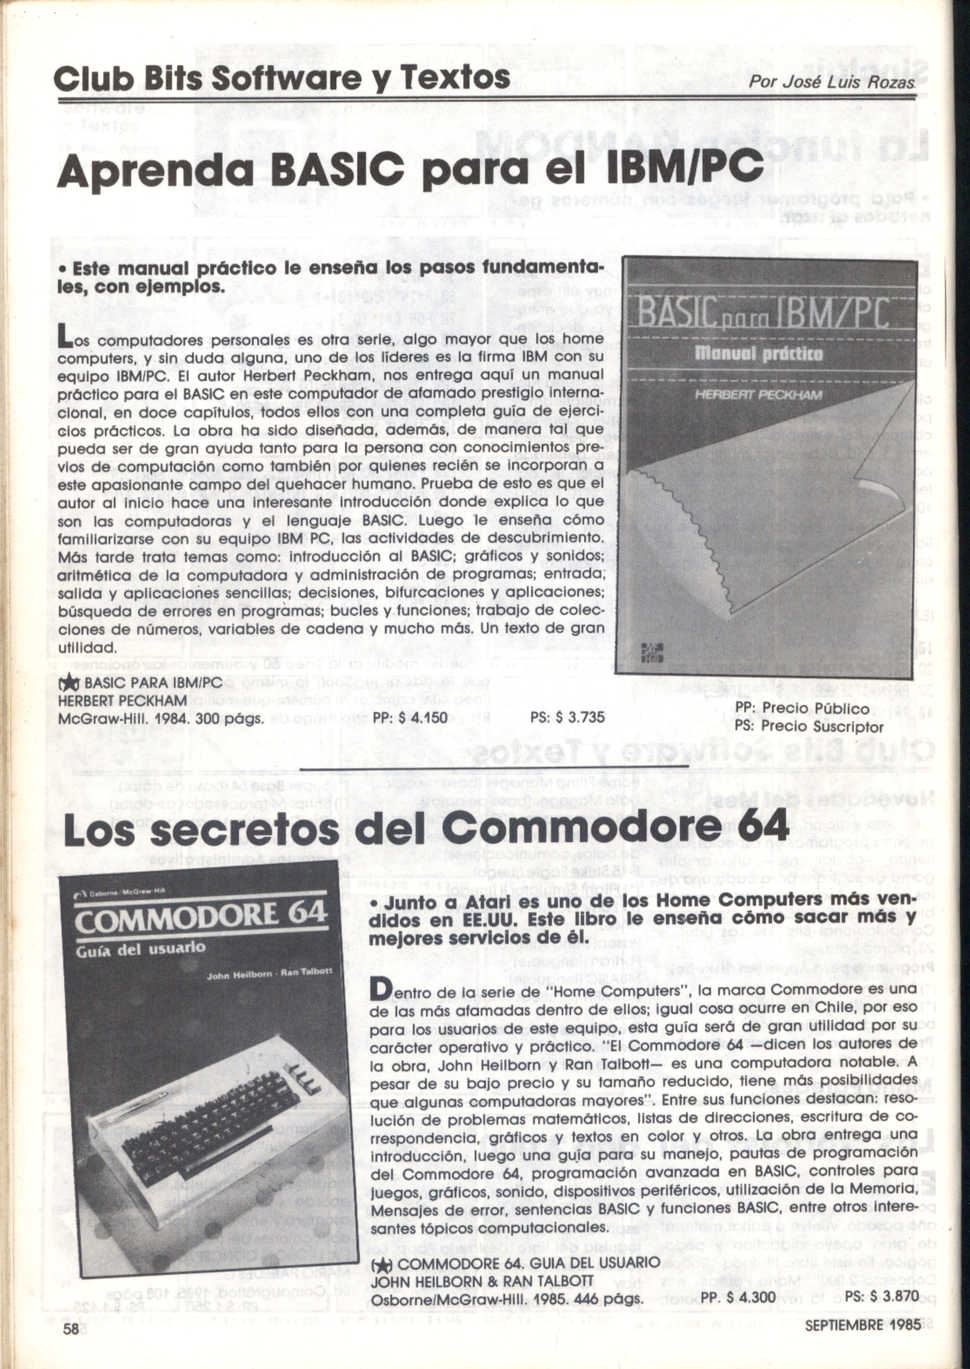 Club Bits Software y Textos
Por José Luis Rozas
Aprenda BASIC para el IBM/PC
• Este manual práctico le enseña los pasos fundamenta-
les, con ejemplos.
Los computadores personales es otra serie, algo mayor que los home
computers, y sin duda alguna, uno de los líderes es la firma IBM con su
equipo IBM/PC. El autor Herbert Peckham, nos entrega aquí un manual
práctico para el BASIC en este computador de afamado prestigio interna-
cional, en doce capítulos, todos ellos con una completa guía de ejerci-
cios prácticos. La obra ha sido diseñada, además, de manera tal que
pueda ser de gran ayuda tanto para la persona con conocimientos pre-
vios de computación como también por quienes recién se incorporan a
este apasionante campo del quehacer humano. Prueba de esto es que el
autor al inicio hace una interesante introducción donde explica lo que
son las computadoras y el lenguaje BASIC. Luego le enseña cómo
familiarizarse con su equipo IBM PC, las actividades de descubrimiento.
Más tarde trata temas como: introducción al BASIC; gráficos y sonidos;
aritmética de la computadora y administración de programas; entrada;
salida y aplicaciones sencillas; decisiones, bifurcaciones y aplicaciones;
búsqueda de errores en programas; bucles y funciones; trabajo de colec-
ciones de números, variables de cadena y mucho más. Un texto de gran
utilidad.
(★) BASIC PARA IBM/PC
HERBERT PECKHAM
McGraw-Hill. 1984. 300 págs. PP: $ 4.150 PS: $ 3.735
BASIC para IBM/PC
Manual práctico
HERBERT PECKHAM
PP: Precio Público
PS: Precio Suscriptor
Los secretos del Commodore 64
Osborne/McGraw-Hill
COMMODORE 64
Guía del usuario
John Heilborn · Ran Talbott
• Junto a Atari es uno de los Home Computers más ven-
didos en EE.UU. Este libro le enseña cómo sacar más y
mejores servicios de él.
Dentro de la serie de "Home Computers", la marca Commodore es una
de las más afamadas dentro de ellos; igual cosa ocurre en Chile, por eso
para los usuarios de este equipo, esta guía será de gran utilidad por su
carácter operativo y práctico. "El Commodore 64 —dicen los autores de
la obra, John Heilborn y Ran Talbott— es una computadora notable. A
pesar de su bajo precio y su tamaño reducido, tiene más posibilidades
que algunas computadoras mayores". Entre sus funciones destacan: reso-
lución de problemas matemáticos, listas de direcciones, escritura de co-
rrespondencia, gráficos y textos en color y otros. La obra entrega una
introducción, luego una guía para su manejo, pautas de programación
del Commodore 64, programación avanzada en BASIC, controles para
juegos, gráficos, sonido, dispositivos periféricos, utilización de la Memoria,
Mensajes de error, sentencias BASIC y funciones BASIC, entre otros intere-
santes tópicos computacionales.
(★) COMMODORE 64. GUIA DEL USUARIO
JOHN HEILBORN & RAN TALBOTT
Osborne/McGraw-Hill. 1985. 446 págs. PP. $ 4.300 PS: $ 3.870
58
SEPTIEMBRE 1985